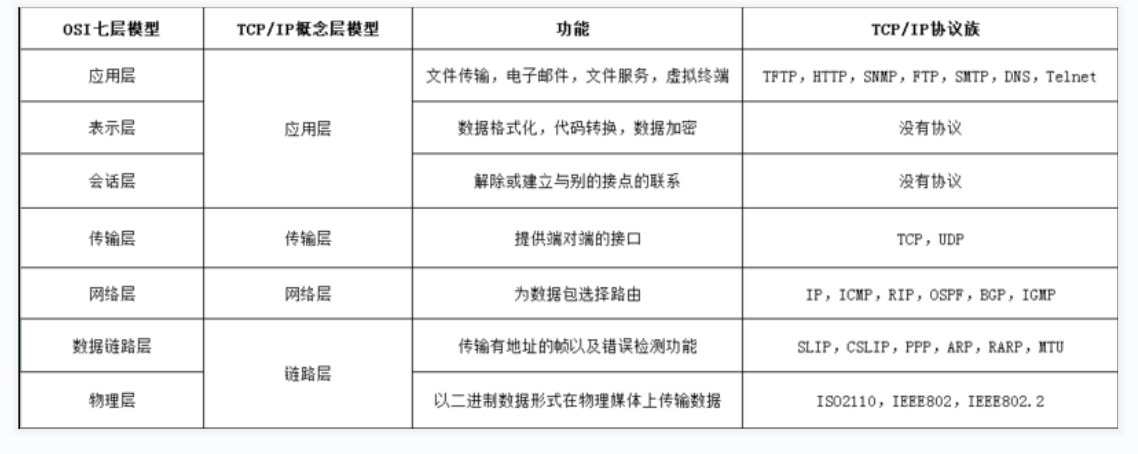 OSI七层模型 TCP/IP概念层模型 功能 TCP/IP协议族
应用层 文件传输，电子邮件，文件服务，虚拟终端 TFTP，HTTP，SNMP，FTP，SMTP，DNS，Telnet
表示层 应用层 数据格式化，代码转换，数据加密 没有协议
会话层 解除或建立与别的接点的联系 没有协议
传输层 传输层 提供端对端的接口 TCP，UDP
网络层 网络层 为数据包选择路由 IP，ICMP，RIP，OSPF，BGP，IGMP
数据链路层 传输有地址的帧以及错误检测功能 SLIP，CSLIP，PPP，ARP，RARP，MTU
链路层
物理层 以二进制数据形式在物理媒体上传输数据 ISO2110，IEEE802，IEEE802.2